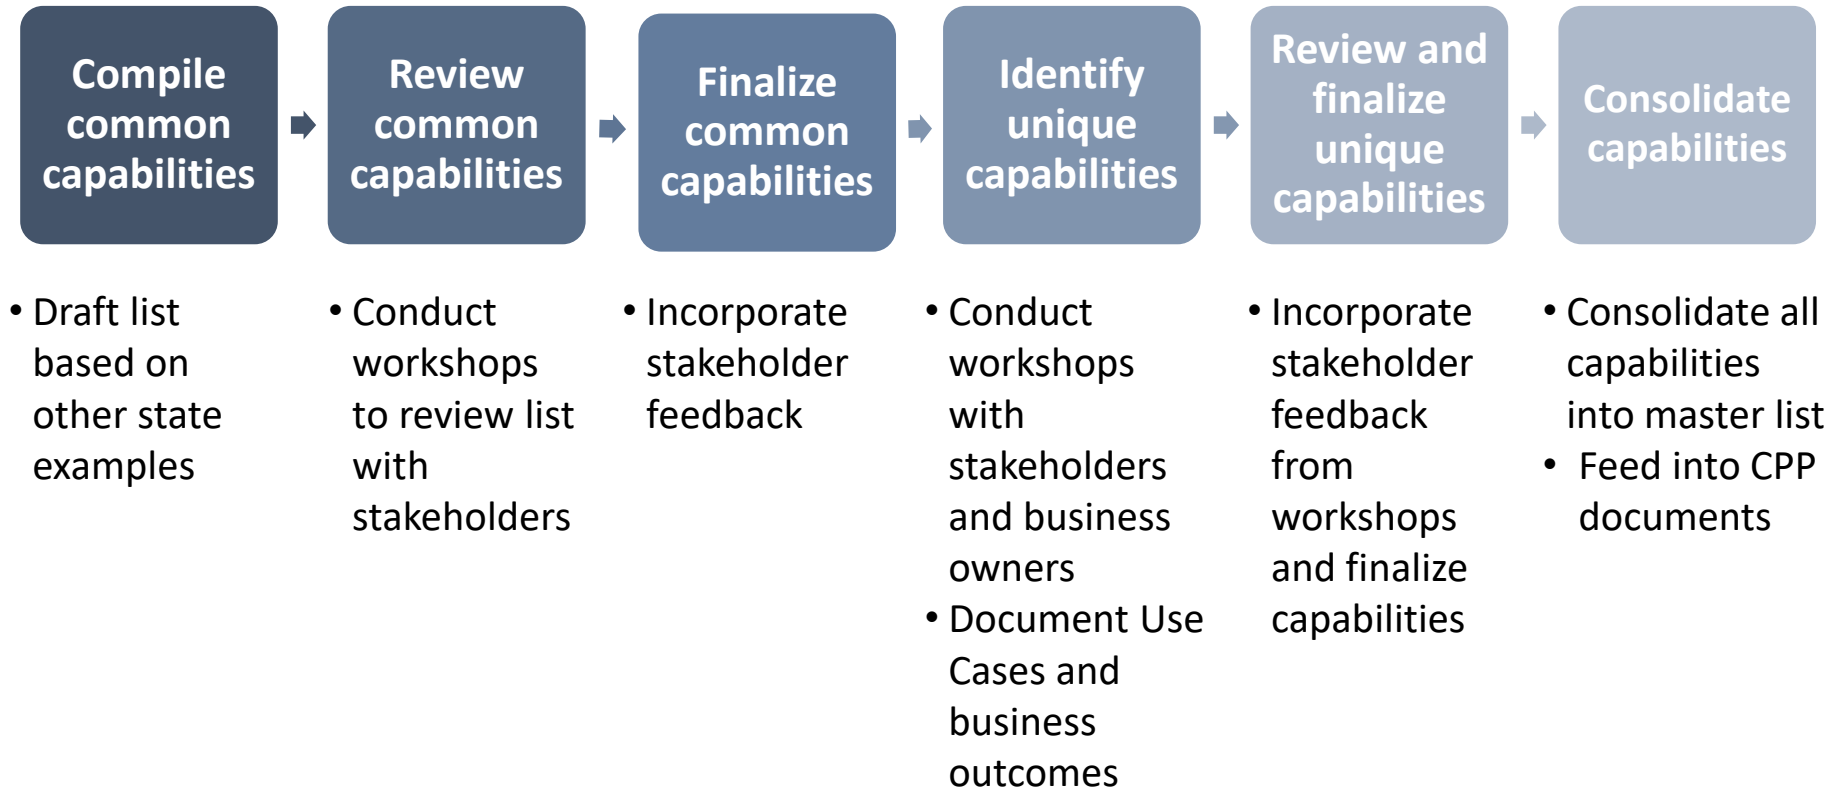 Compile
common
capabilities
Review
common
capabilities
Finalize
common
capabilities
Identify
unique
capabilities
Review and
finalize
unique
capabilities
Consolidate
capabilities
• Draft list
based on
other state
examples
• Conduct
workshops
to review list
with
stakeholders
• Incorporate
stakeholder
feedback
• Conduct
workshops
with
stakeholders
and business
owners
• Document Use
Cases and
business
outcomes
• Incorporate
stakeholder
feedback
from
workshops
and finalize
capabilities
• Consolidate all
capabilities
into master list
• Feed into CPP
documents